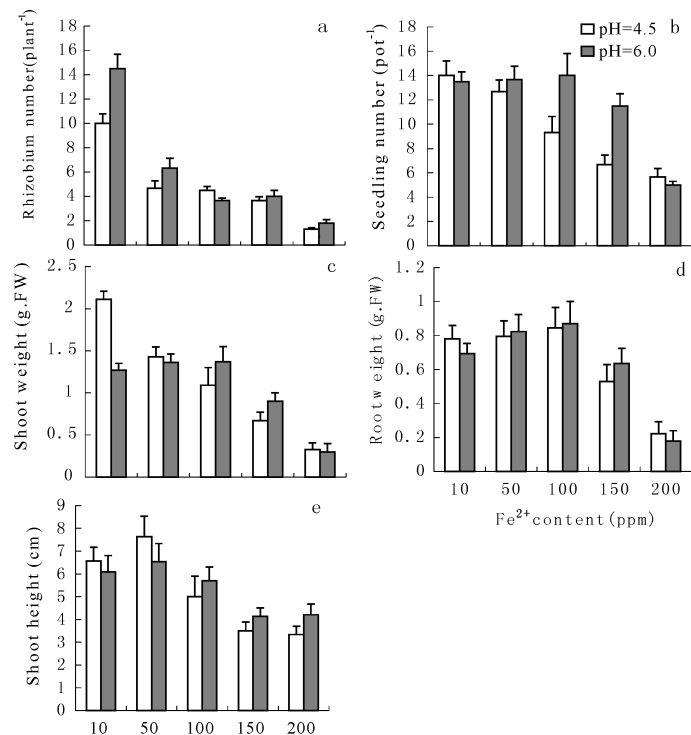 a
Rhizobium number(plant⁻¹)
18
16
14
12
10
8
6
4
2
0
b
pH=4.5
pH=6.0
Seedling number (pot⁻¹)
18
16
14
12
10
8
6
4
2
0
c
Shoot weight (g.FW)
2.5
2
1.5
1
0.5
0
d
Rootweight (g.FW)
1.2
1
0.8
0.6
0.4
0.2
0
10 50 100 150 200
Fe²⁺content(ppm)
e
Shoot height(cm)
9
8
7
6
5
4
3
2
1
0
10 50 100 150 200